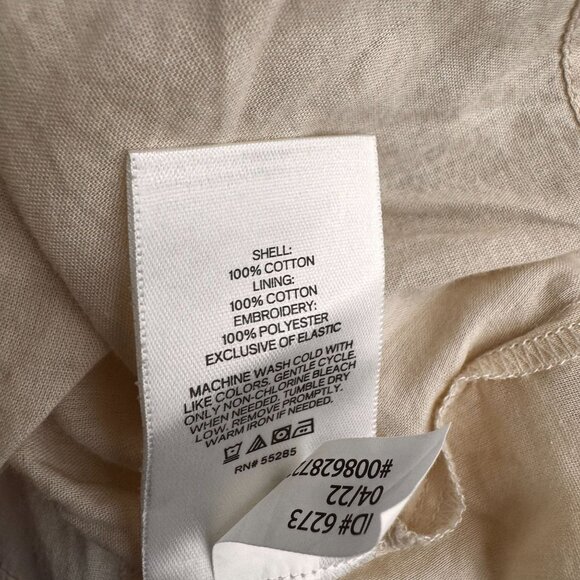 SHELL:
100% COTTON
LINING:
100% COTTON
EMBROIDERY:
100% POLYESTER
EXCLUSIVE OF ELASTIC
MACHINE WASH COLD WITH
LIKE COLORS. GENTLE CYCLE.
ONLY NON-CHLORINE BLEACH
WHEN NEEDED. TUMBLE DRY
LOW. REMOVE PROMPTLY.
WARM IRON IF NEEDED.
RN# 55285
ID# 6273
04/22